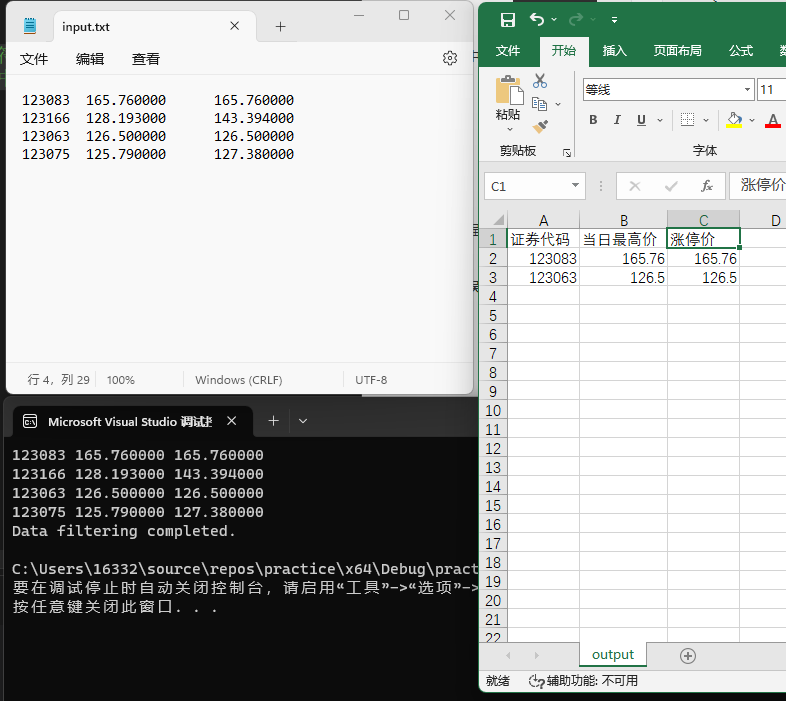 input.txt
文件 编辑 查看
123083 165.760000 165.760000
123166 128.193000 143.394000
123063 126.500000 126.500000
123075 125.790000 127.380000
行 4，列 29 100% Windows (CRLF) UTF-8
Microsoft Visual Studio 调试
123083 165.760000 165.760000
123166 128.193000 143.394000
123063 126.500000 126.500000
123075 125.790000 127.380000
Data filtering completed.
C:\Users\16332\source\repos\practice\x64\Debug\pract
要在调试停止时自动关闭控制台，请启用“工具”->“选项”->
按任意键关闭此窗口. . .
文件 开始 插入 页面布局 公式
粘贴
等线 11
B I U A
剪贴板 字体
C1 fx 涨停价
A B C D
1 证券代码 当日最高价 涨停价
2 123083 165.76 165.76
3 123063 126.5 126.5
4
5
6
7
8
9
10
11
12
13
14
15
16
17
18
19
20
21
22
output
就绪 辅助功能: 不可用